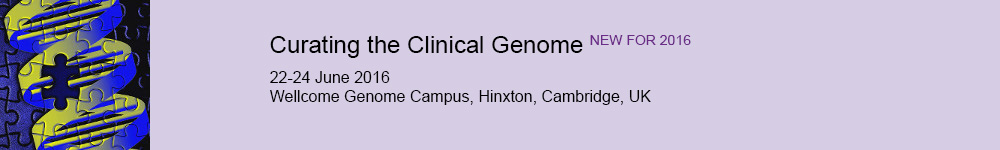 Curating the Clinical Genome NEW FOR 2016
22-24 June 2016
Wellcome Genome Campus, Hinxton, Cambridge, UK